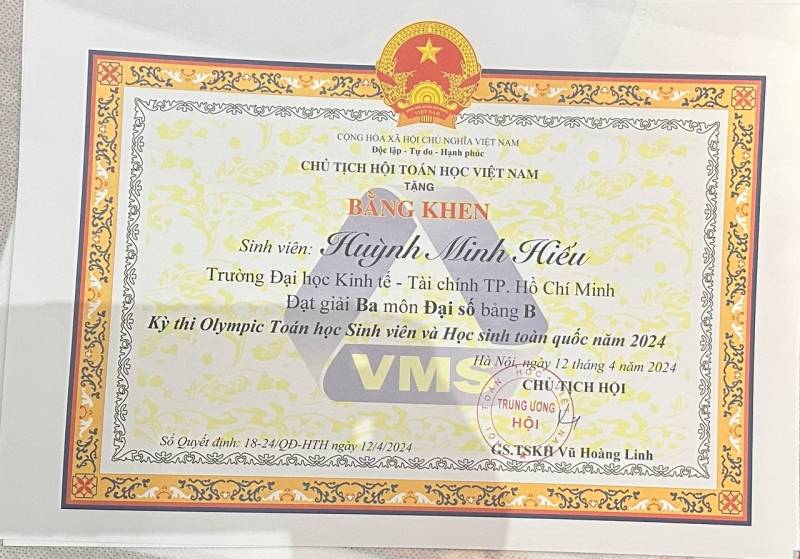 CỘNG HÒA XÃ HỘI CHỦ NGHĨA VIỆT NAM
Độc lập - Tự do - Hạnh phúc
CHỦ TỊCH HỘI TOÁN HỌC VIỆT NAM
TẶNG
BẰNG KHEN
Sinh viên: Huỳnh Minh Hiếu
Trường Đại học Kinh tế - Tài chính TP. Hồ Chí Minh
Đạt giải Ba môn Đại số bảng B
Kỳ thi Olympic Toán học Sinh viên và Học sinh toàn quốc năm 2024
Hà Nội, ngày 12 tháng 4 năm 2024
CHỦ TỊCH HỘI
VMS
TRUNG ƯƠNG
HỘI
Số Quyết định: 18-24/QĐ-HTH ngày 12/4/2024
GS.TSKH Vũ Hoàng Linh